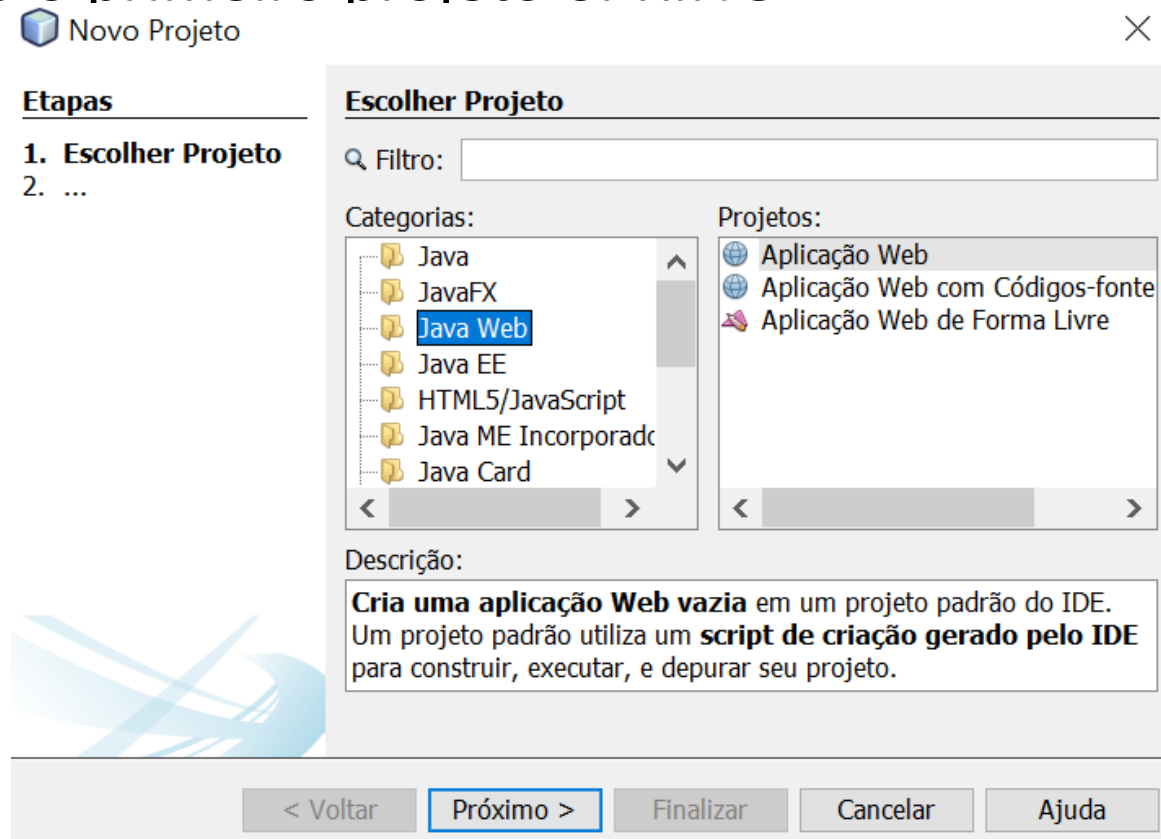 Novo Projeto
Etapas
1. Escolher Projeto
2. ...
Escolher Projeto
Filtro:
Categorias:
Java
JavaFX
Java Web
Java EE
HTML5/JavaScript
Java ME Incorporado
Java Card
Projetos:
Aplicação Web
Aplicação Web com Códigos-fonte
Aplicação Web de Forma Livre
Descrição:
Cria uma aplicação Web vazia em um projeto padrão do IDE.
Um projeto padrão utiliza um script de criação gerado pelo IDE
para construir, executar, e depurar seu projeto.
< Voltar
Próximo >
Finalizar
Cancelar
Ajuda